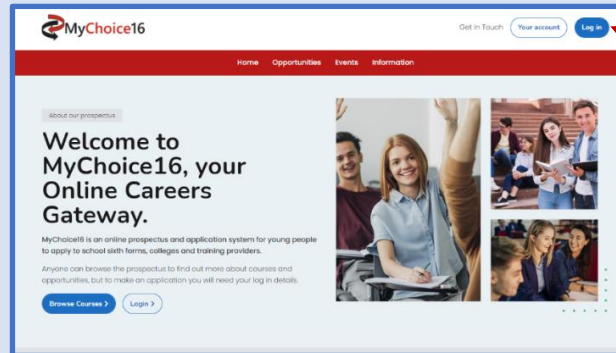 MyChoice16
Get in Touch
Your account
Log in
Home Opportunities Events Information
About our prospectus
Welcome to
MyChoice16, your
Online Careers
Gateway.
MyChoice16 is an online prospectus and application system for young people
to apply to school sixth forms, colleges and training providers.
Anyone can browse the prospectus to find out more about courses and
opportunities, but to make an application you will need your log in details.
Browse Courses >
Login >